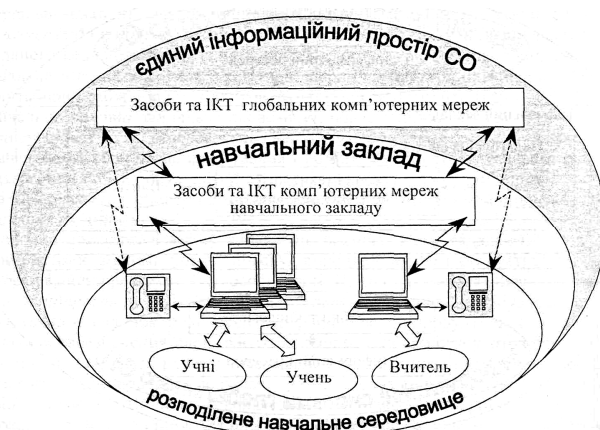 єдиний інформаційний простір СО
Засоби та ІКТ глобальних комп’ютерних мереж
навчальний заклад
Засоби та ІКТ комп’ютерних мереж
навчального закладу
Учні
Учень
Вчитель
розподілене навчальне середовище